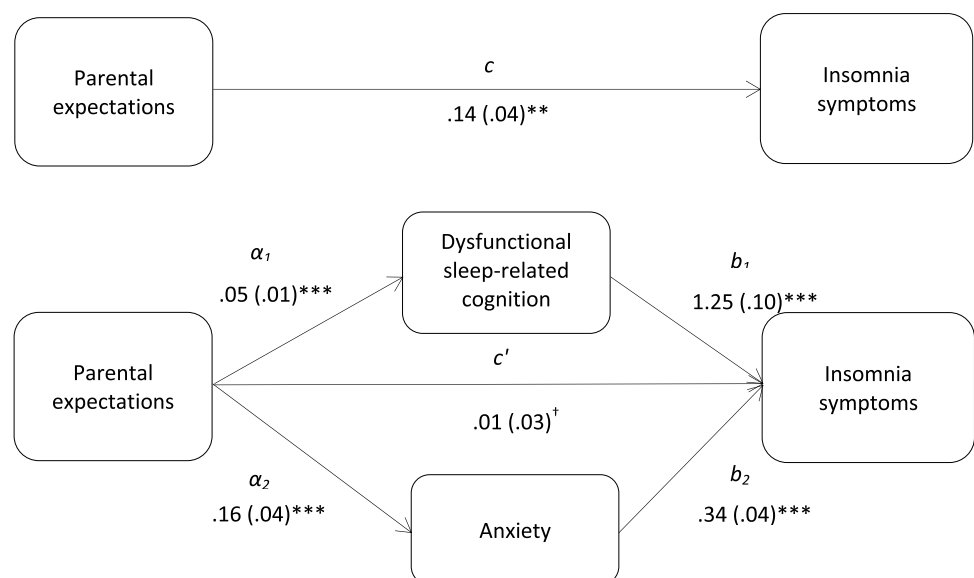 Parental
expectations
c
.14 (.04)**
Insomnia
symptoms
α₁
.05 (.01)***
Dysfunctional
sleep-related
cognition
b₁
1.25 (.10)***
Parental
expectations
c'
.01 (.03)†
Insomnia
symptoms
α₂
.16 (.04)***
Anxiety
b₂
.34 (.04)***